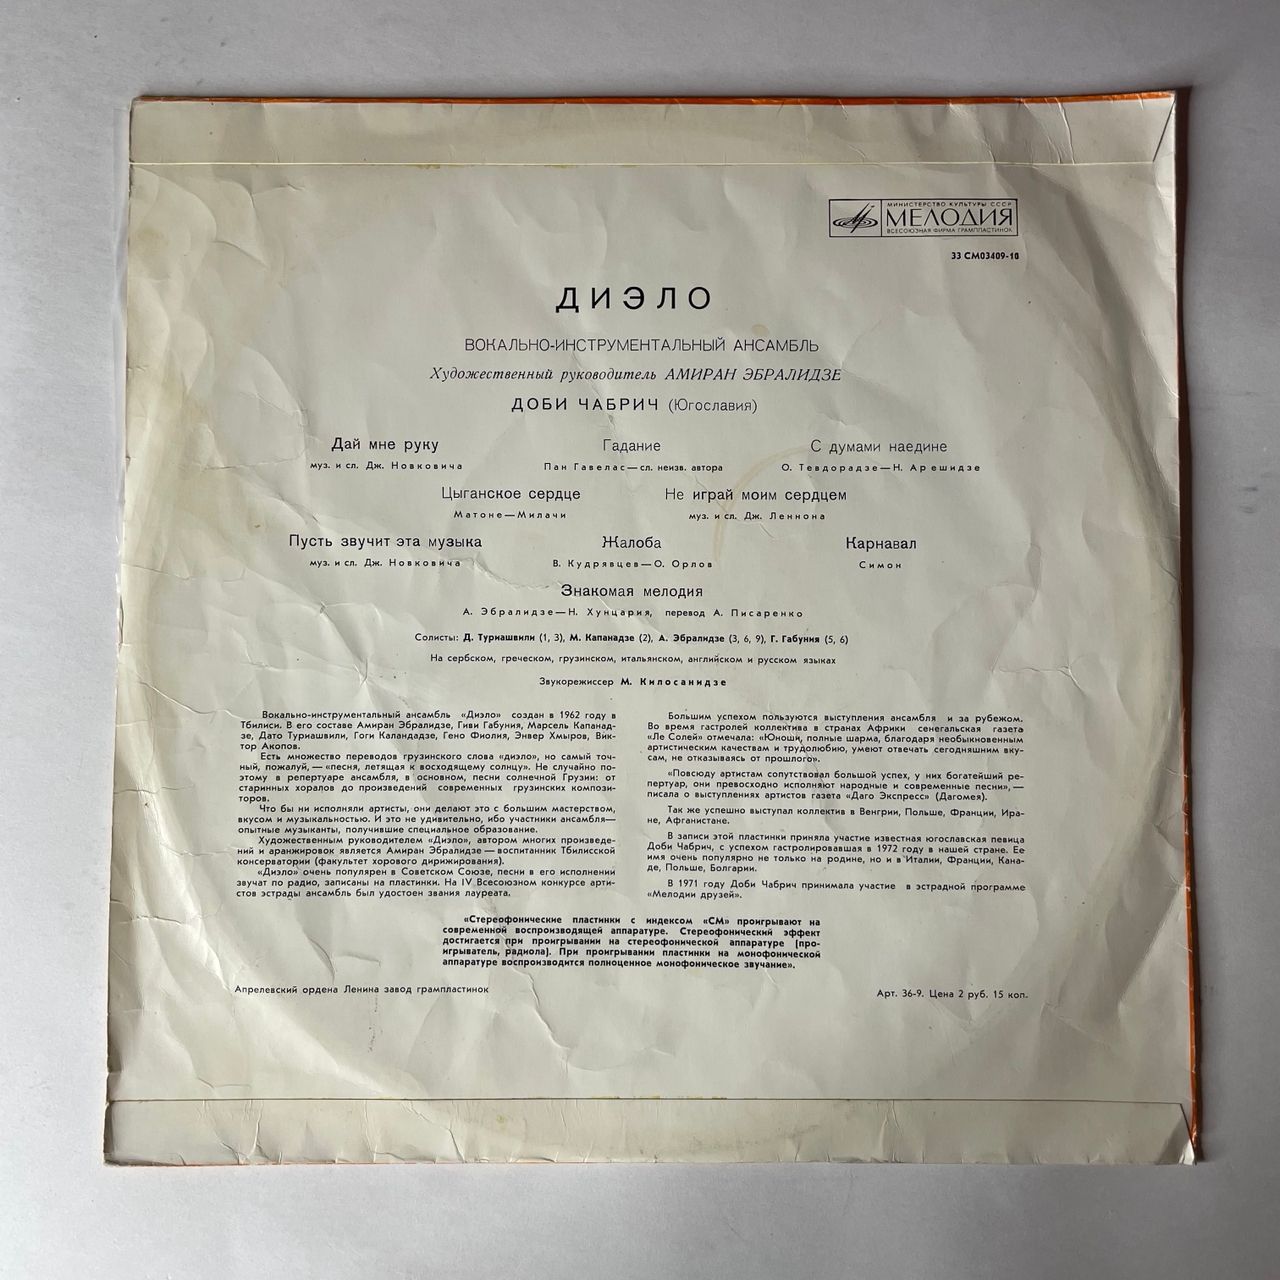 МИНИСТЕРСТВО КУЛЬТУРЫ СССР
МЕЛОДИЯ
ВСЕСОЮЗНАЯ ФИРМА ГРАМПЛАСТИНОК
33 СМ03409-10
ДИЭЛО
ВОКАЛЬНО-ИНСТРУМЕНТАЛЬНЫЙ АНСАМБЛЬ
Художественный руководитель АМИРАН ЭБРАЛИДЗЕ
ДОБИ ЧАБРИЧ (Югославия)
Дай мне руку Гадание С думами наедине
муз. и сл. Дж. Новковича Пан Гавелас—сл. неизв. автора О. Тевдорадзе—Н. Арешидзе
Цыганское сердце Не играй моим сердцем
Матоне—Милачи муз. и сл. Дж. Леннона
Пусть звучит эта музыка Жалоба Карнавал
муз. и сл. Дж. Новковича В. Кудрявцев—О. Орлов Симон
Знакомая мелодия
А. Эбралидзе—Н. Хунцария, перевод А. Писаренко
Солисты: Д. Туриашвили (1, 3), М. Капанадзе (2), А. Эбралидзе (3, 6, 9), Г. Габуния (5, 6)
На сербском, греческом, грузинском, итальянском, английском и русском языках
Звукорежиссер М. Килосанидзе
Вокально-инструментальный ансамбль «Диэло» создан в 1962 году в
Тбилиси. В его составе Амиран Эбралидзе, Гиви Габуния, Марсель Капанад-
зе, Дато Туриашвили, Гоги Каландадзе, Гено Фиолия, Энвер Хмыров, Вик-
тор Акопов.
Есть множество переводов грузинского слова «диэло», но самый точ-
ный, пожалуй,—«песня, летящая к восходящему солнцу». Не случайно по-
этому в репертуаре ансамбля, в основном, песни солнечной Грузии: от
старинных хоралов до произведений современных грузинских компози-
торов.
Что бы ни исполняли артисты, они делают это с большим мастерством,
вкусом и музыкальностью. И это не удивительно, ибо участники ансамбля—
опытные музыканты, получившие специальное образование.
Художественным руководителем «Диэло», автором многих произведе-
ний и аранжировок является Амиран Эбралидзе—воспитанник Тбилисской
консерватории (факультет хорового дирижирования).
«Диэло» очень популярен в Советском Союзе, песни в его исполнении
звучат по радио, записаны на пластинки. На IV Всесоюзном конкурсе арти-
стов эстрады ансамбль был удостоен звания лауреата.
Большим успехом пользуются выступления ансамбля и за рубежом.
Во время гастролей коллектива в странах Африки сенегальская газета
«Ле Солей» отмечала: «Юноши, полные шарма, благодаря необыкновенным
артистическим качествам и трудолюбию, умеют отвечать сегодняшним вку-
сам, не отказываясь от прошлого».
«Повсюду артистам сопутствовал большой успех, у них богатейший ре-
пертуар, они превосходно исполняют народные и современные песни»,—
писала о выступлениях артистов газета «Даго Экспресс» (Дагомея).
Так же успешно выступал коллектив в Венгрии, Польше, Франции, Ира-
не, Афганистане.
В записи этой пластинки приняла участие известная югославская певица
Доби Чабрич, с успехом гастролировавшая в 1972 году в нашей стране. Ее
имя очень популярно не только на родине, но и в Италии, Франции, Кана-
де, Польше, Болгарии.
В 1971 году Доби Чабрич принимала участие в эстрадной программе
«Мелодии друзей».
«Стереофонические пластинки с индексом «СМ» проигрывают на
современной воспроизводящей аппаратуре. Стереофонический эффект
достигается при проигрывании на стереофонической аппаратуре (про-
игрыватель, радиола). При проигрывании пластинки на монофонической
аппаратуре воспроизводится полноценное монофоническое звучание».
Апрелевский ордена Ленина завод грампластинок
Арт. 36-9. Цена 2 руб. 15 коп.